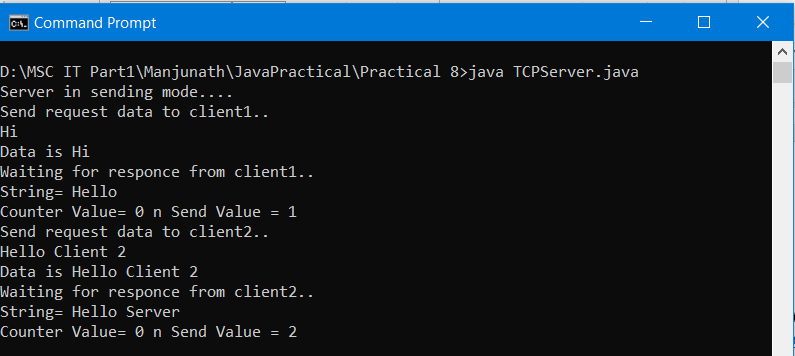 Command Prompt
D:\MSC IT Part1\Manjunath\JavaPractical\Practical 8>java TCPServer.java
Server in sending mode....
Send request data to client1..
Hi
Data is Hi
Waiting for responce from client1..
String= Hello
Counter Value= 0 n Send Value = 1
Send request data to client2..
Hello Client 2
Data is Hello Client 2
Waiting for responce from client2..
String= Hello Server
Counter Value= 0 n Send Value = 2